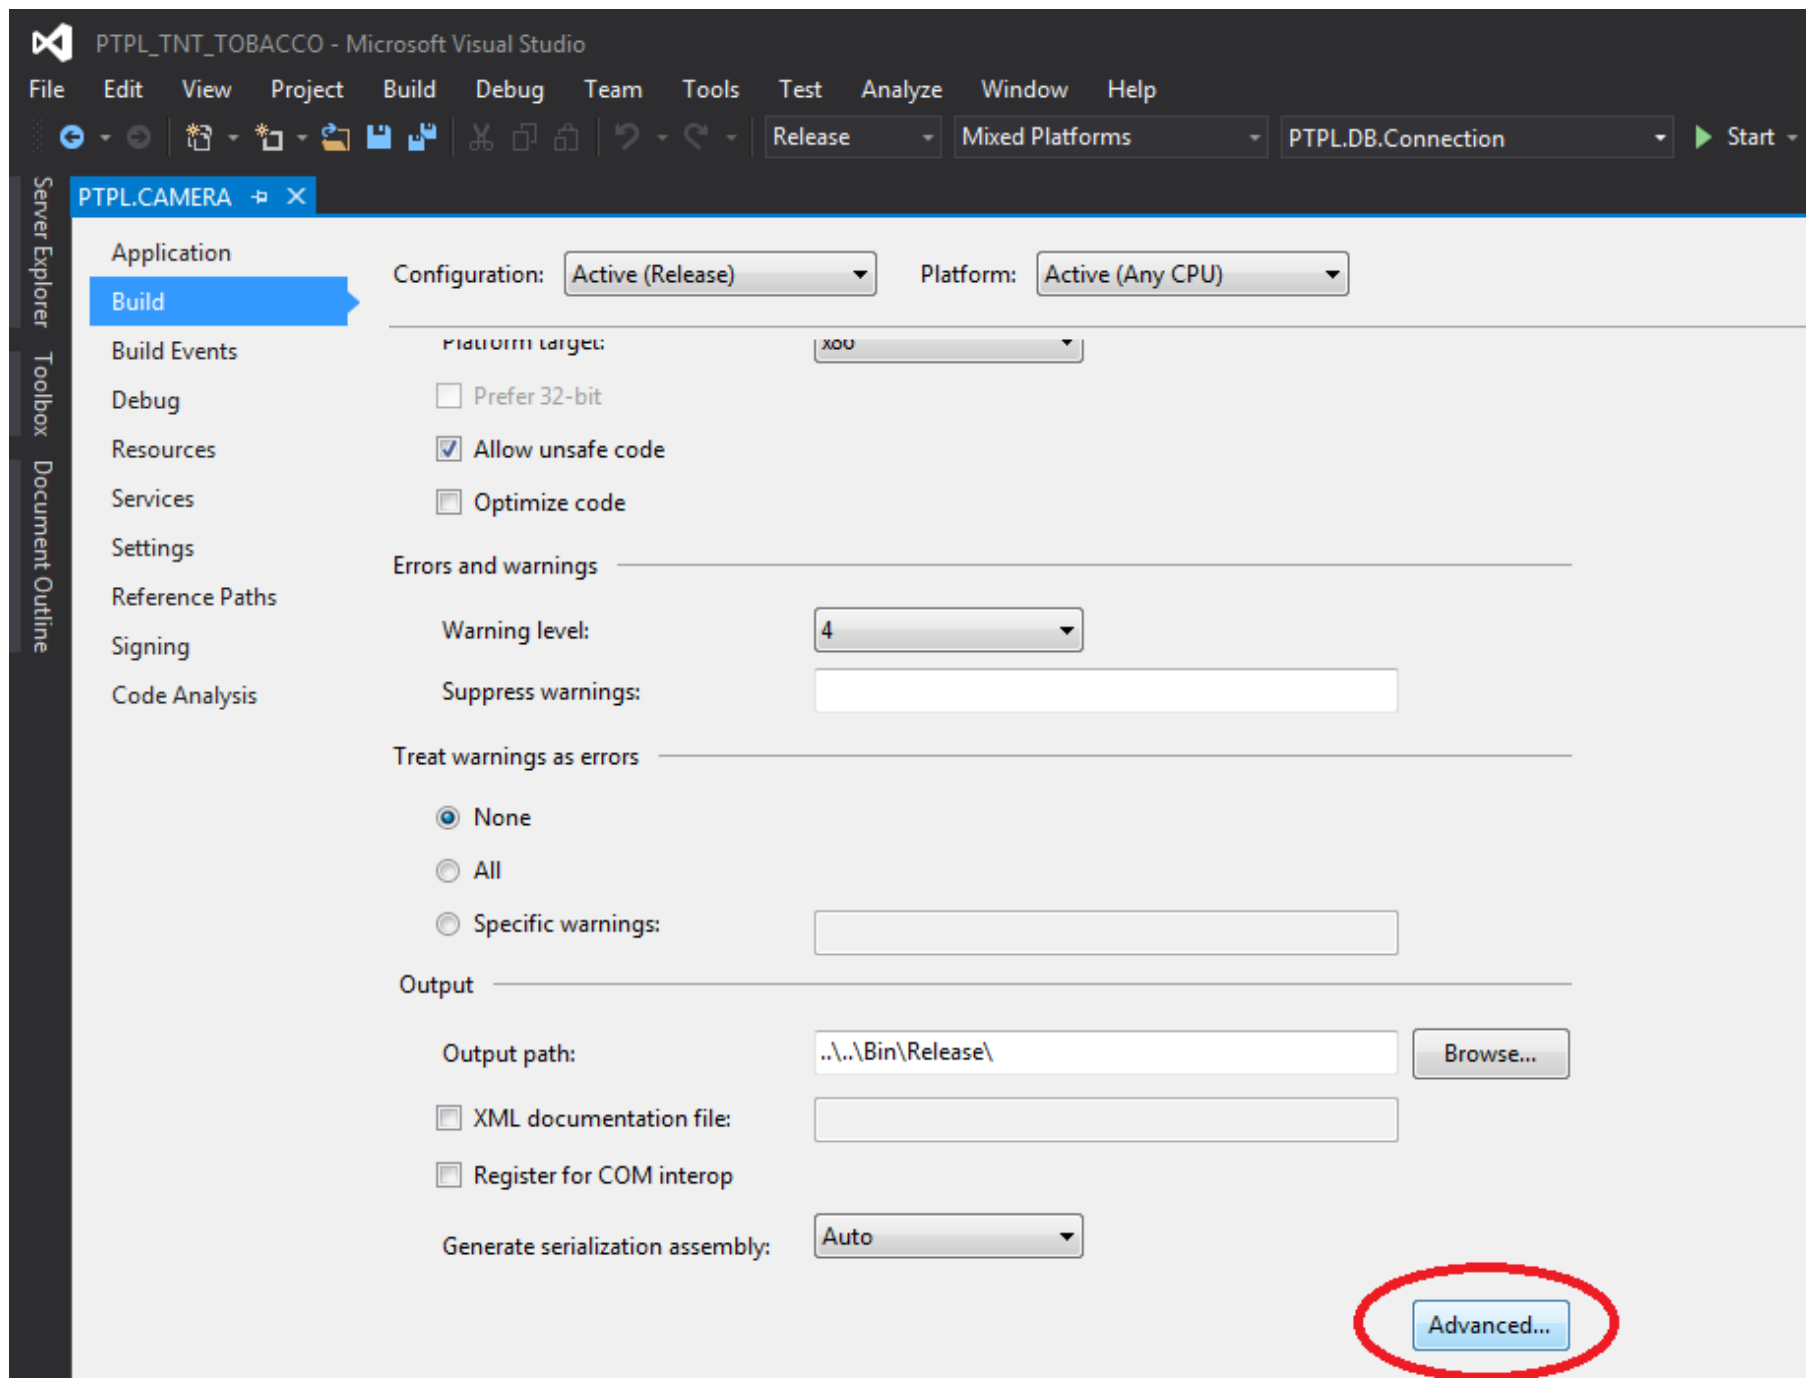 PTPL_TNT_TOBACCO - Microsoft Visual Studio
File Edit View Project Build Debug Team Tools Test Analyze Window Help
Release Mixed Platforms PTPL.DB.Connection Start
Server Explorer
Toolbox
Document Outline
PTPL.CAMERA
Application
Build
Build Events
Debug
Resources
Services
Settings
Reference Paths
Signing
Code Analysis
Configuration: Active (Release) Platform: Active (Any CPU)
Platform target: x86
Prefer 32-bit
Allow unsafe code
Optimize code
Errors and warnings
Warning level: 4
Suppress warnings:
Treat warnings as errors
None
All
Specific warnings:
Output
Output path: ..\..\Bin\Release\ Browse...
XML documentation file:
Register for COM interop
Generate serialization assembly: Auto
Advanced...